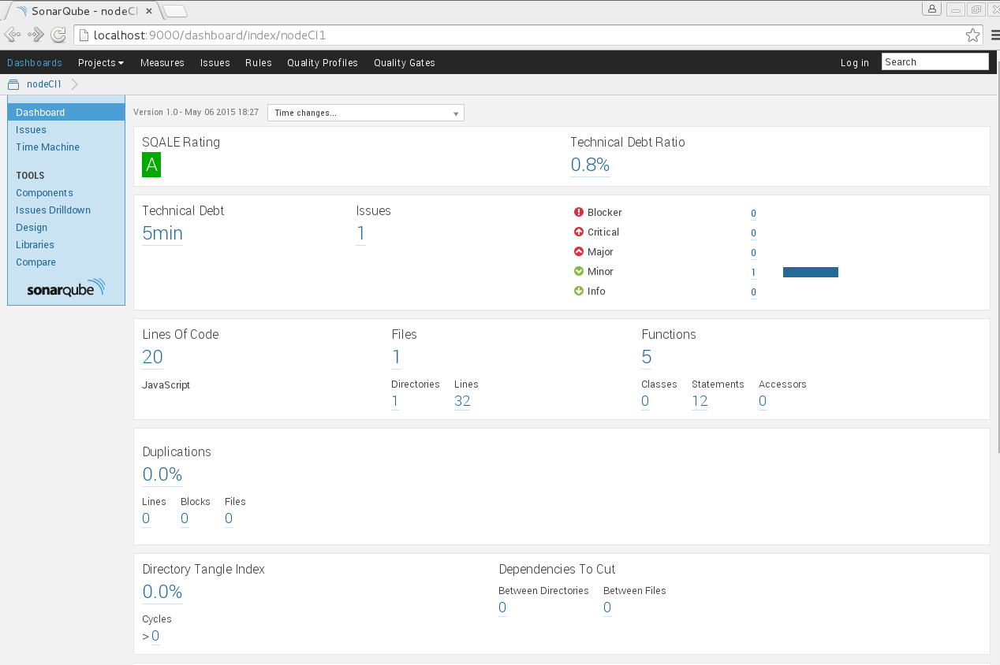 SonarQube - nodeCI
localhost:9000/dashboard/index/nodeCI1
Dashboards Projects Measures Issues Rules Quality Profiles Quality Gates Log in Search
nodeCI1
Dashboard
Issues
Time Machine
TOOLS
Components
Issues Drilldown
Design
Libraries
Compare
sonarqube
Version 1.0 - May 06 2015 18:27 Time changes...
SQALE Rating Technical Debt Ratio
A 0.8%
Technical Debt Issues
5min 1
Blocker 0
Critical 0
Major 0
Minor 1
Info 0
Lines Of Code Files Functions
20 1 5
JavaScript Directories Lines Classes Statements Accessors
1 32 0 12 0
Duplications
0.0%
Lines Blocks Files
0 0 0
Directory Tangle Index Dependencies To Cut
0.0% Between Directories Between Files
0 0
Cycles
> 0